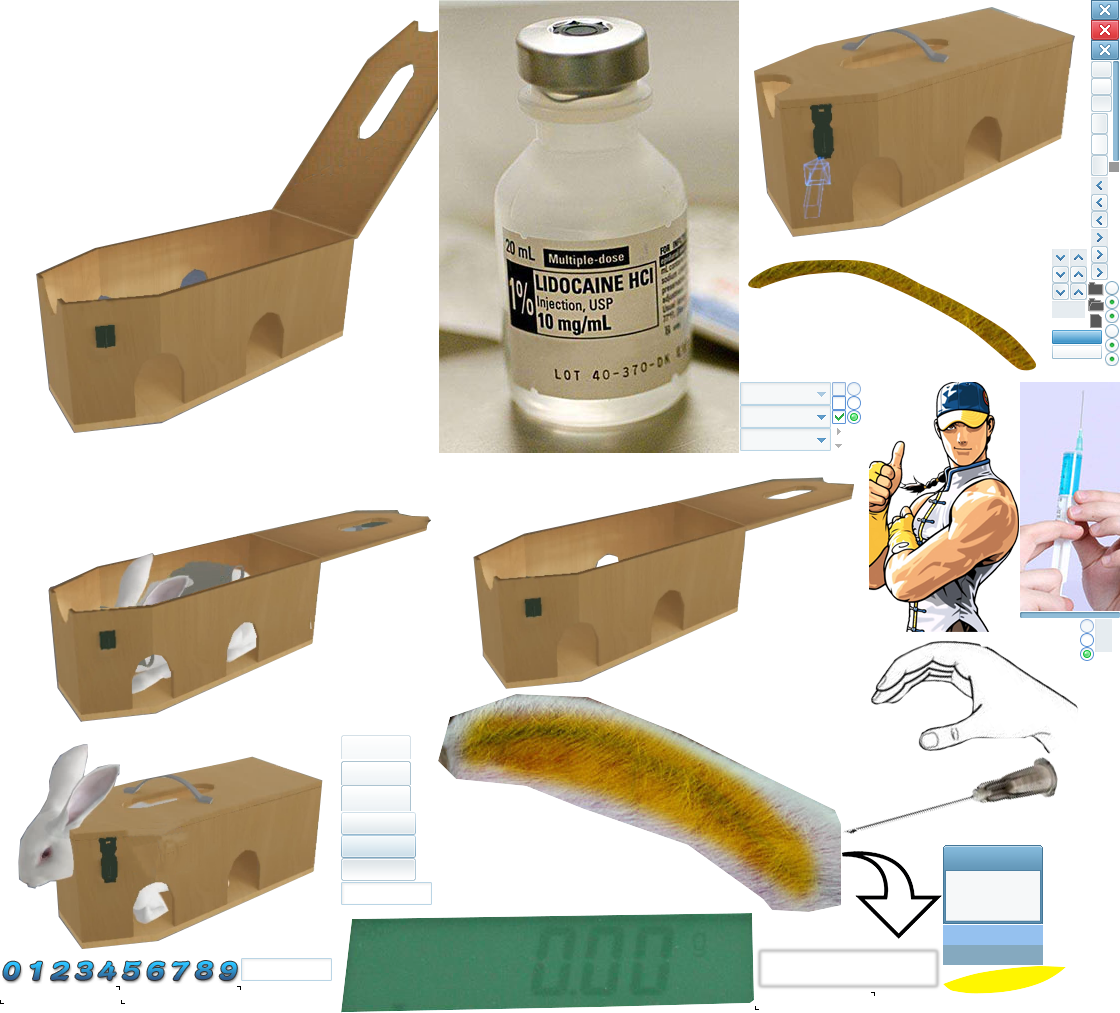 20 mL Multiple-dose
1% LIDOCAINE HCl
Injection, USP
10 mg/mL
LOT 40-370-DK
FOR
0 1 2 3 4 5 6 7 8 9
0.00 g